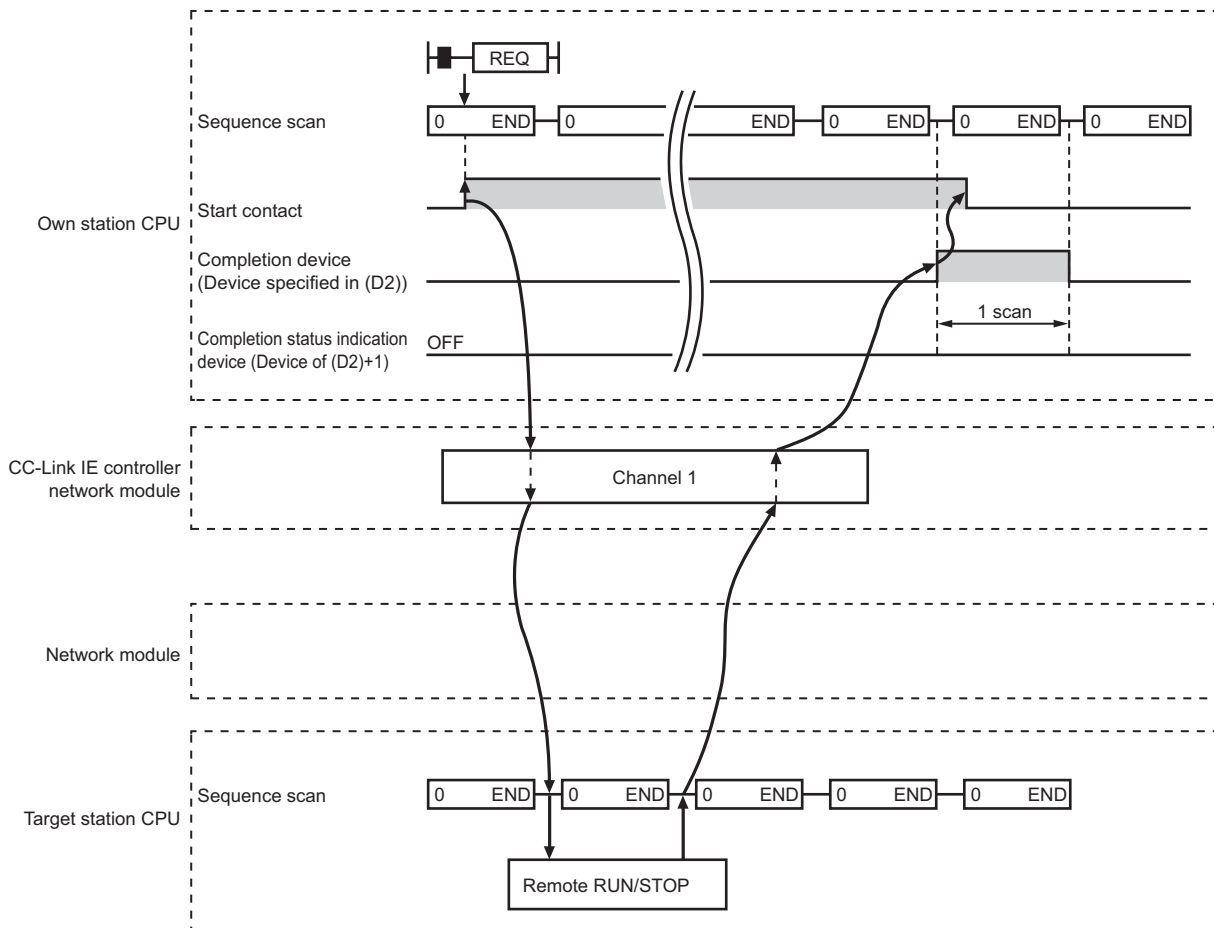 REQ
Sequence scan
0 END 0 END 0 END 0 END 0 END
Own station CPU
Start contact
Completion device
(Device specified in (D2))
1 scan
Completion status indication
device (Device of (D2)+1)
OFF
CC-Link IE controller
network module
Channel 1
Network module
Target station CPU
Sequence scan
0 END 0 END 0 END 0 END 0 END
Remote RUN/STOP